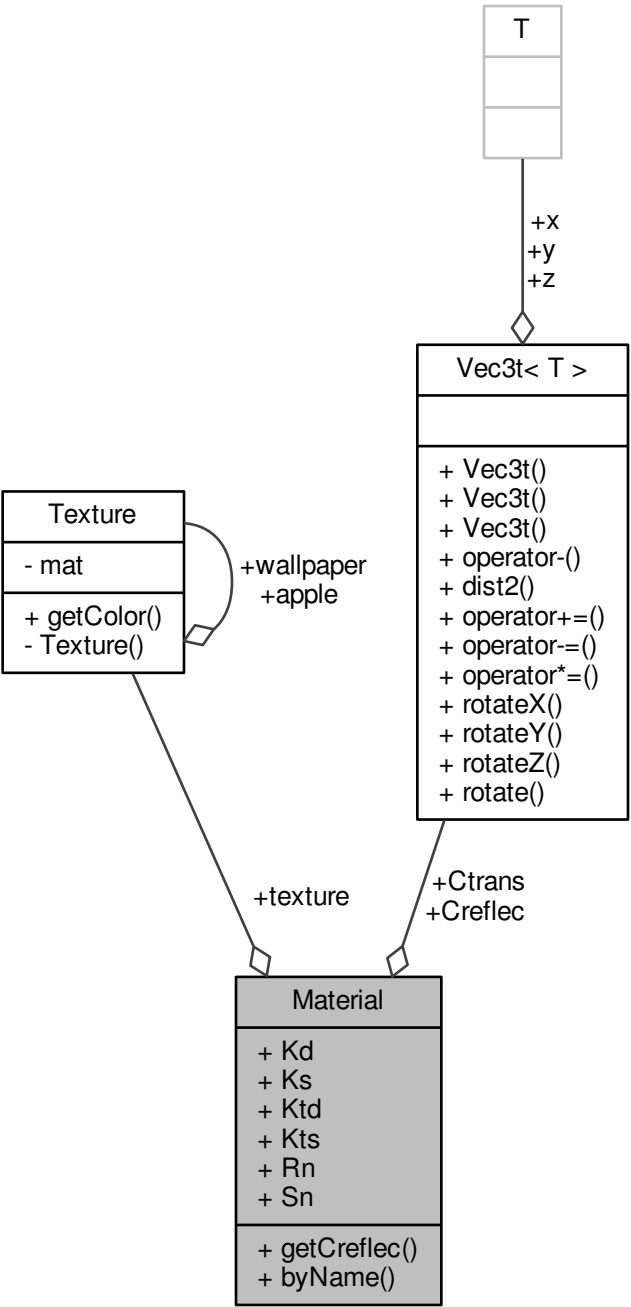 T
+x
+y
+z
Vec3t< T >
+ Vec3t()
+ Vec3t()
+ Vec3t()
+ operator-()
+ dist2()
+ operator+=()
+ operator-=()
+ operator*=()
+ rotateX()
+ rotateY()
+ rotateZ()
+ rotate()
Texture
- mat
+ getColor()
- Texture()
+wallpaper
+apple
+texture
+Ctrans
+Creflec
Material
+ Kd
+ Ks
+ Ktd
+ Kts
+ Rn
+ Sn
+ getCreflec()
+ byName()